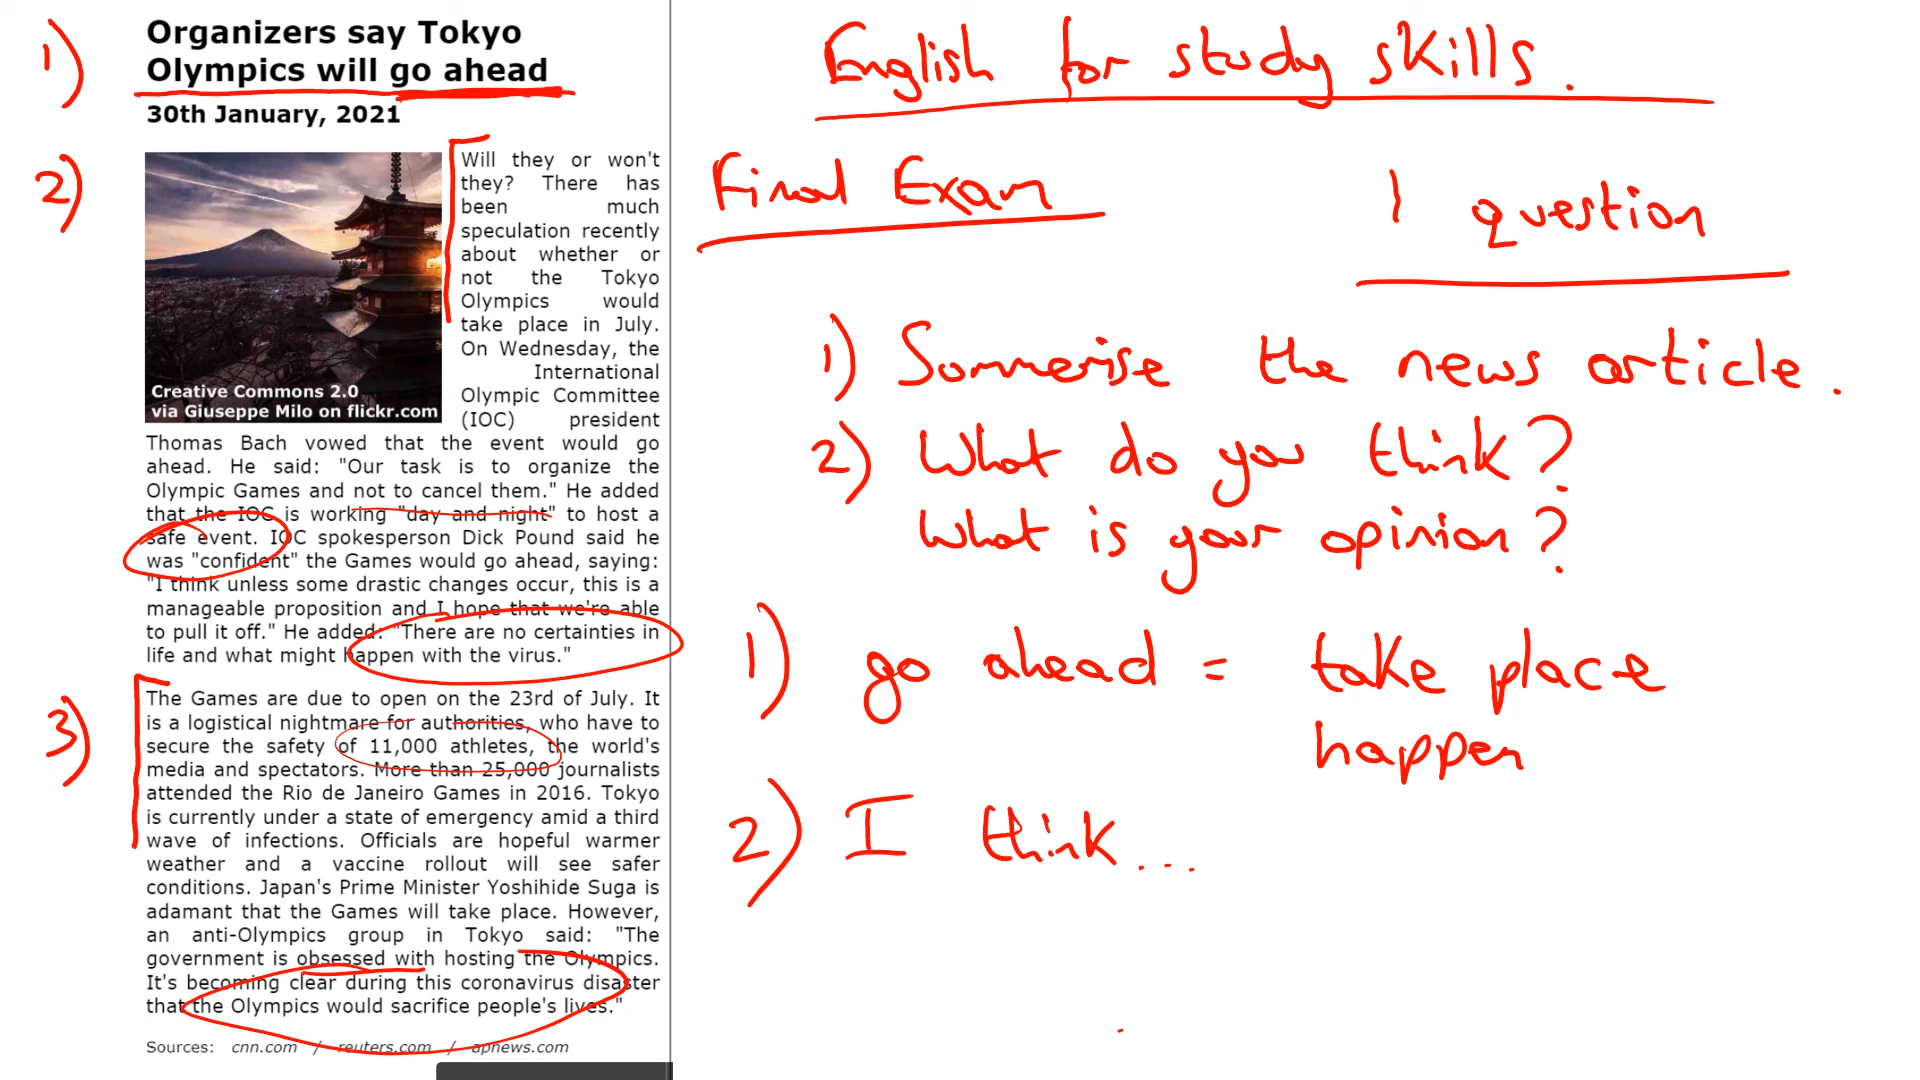 1)
Organizers say Tokyo
Olympics will go ahead
30th January, 2021
2)
Creative Commons 2.0
via Giuseppe Milo on flickr.com
Will they or won't
they? There has
been much
speculation recently
about whether or
not the Tokyo
Olympics would
take place in July.
On Wednesday, the
International
Olympic Committee
(IOC) president
Thomas Bach vowed that the event would go
ahead. He said: "Our task is to organize the
Olympic Games and not to cancel them." He added
that the IOC is working "day and night" to host a
safe event. IOC spokesperson Dick Pound said he
was "confident" the Games would go ahead, saying:
"I think unless some drastic changes occur, this is a
manageable proposition and I hope that we're able
to pull it off." He added: "There are no certainties in
life and what might happen with the virus."
3)
The Games are due to open on the 23rd of July. It
is a logistical nightmare for authorities, who have to
secure the safety of 11,000 athletes, the world's
media and spectators. More than 25,000 journalists
attended the Rio de Janeiro Games in 2016. Tokyo
is currently under a state of emergency amid a third
wave of infections. Officials are hopeful warmer
weather and a vaccine rollout will see safer
conditions. Japan's Prime Minister Yoshihide Suga is
adamant that the Games will take place. However,
an anti-Olympics group in Tokyo said: "The
government is obsessed with hosting the Olympics.
It's becoming clear during this coronavirus disaster
that the Olympics would sacrifice people's lives."
Sources: cnn.com / reuters.com / apnews.com
English for study skills.
Final Exam
1 question
1) Summerise the news article.
2) What do you think?
What is your opinion?
1) go ahead = take place
happen
2) I think...